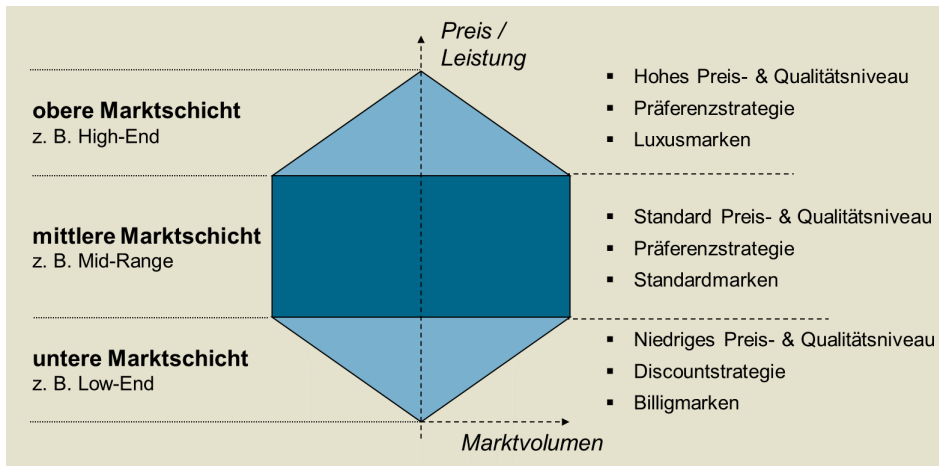 Preis /
Leistung
obere Marktschicht
z. B. High-End
▪ Hohes Preis- & Qualitätsniveau
▪ Präferenzstrategie
▪ Luxusmarken
mittlere Marktschicht
z. B. Mid-Range
▪ Standard Preis- & Qualitätsniveau
▪ Präferenzstrategie
▪ Standardmarken
untere Marktschicht
z. B. Low-End
▪ Niedriges Preis- & Qualitätsniveau
▪ Discountstrategie
▪ Billigmarken
Marktvolumen